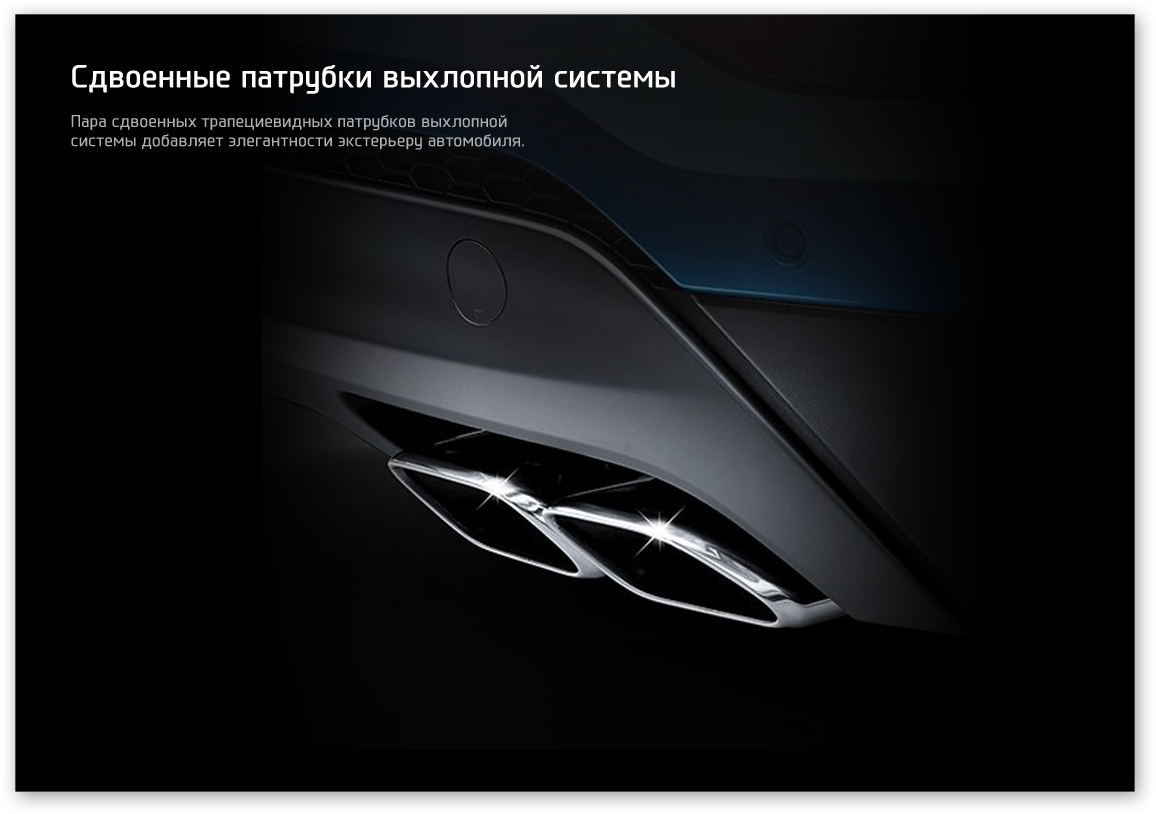 Сдвоенные патрубки выхлопной системы
Пара сдвоенных трапециевидных патрубков выхлопной
системы добавляет элегантности экстерьеру автомобиля.